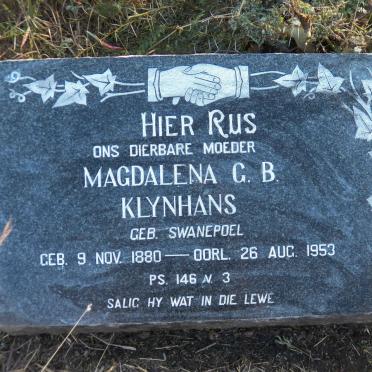 HIER RUS
ONS DIERBARE MOEDER
MAGDALENA G. B.
KLYNHANS
GEB. SWANEPOEL
GEB. 9 NOV. 1880 — OORL. 26 AUG. 1953
PS. 146 V. 3
SALIG HY WAT IN DIE LEWE